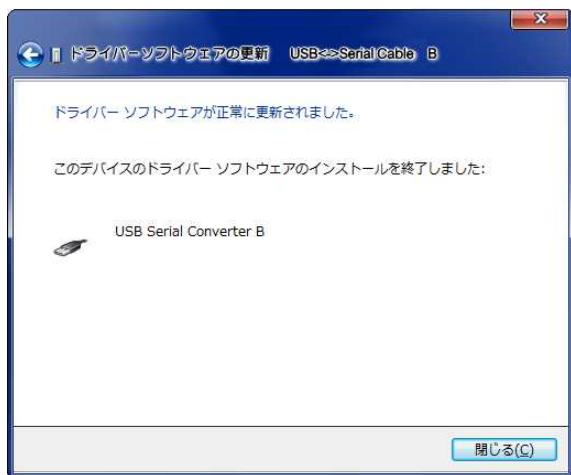 ドライバーソフトウェアの更新　USB<=>Serial Cable　B
ドライバー ソフトウェアが正常に更新されました。
このデバイスのドライバー ソフトウェアのインストールを終了しました:
USB Serial Converter B
閉じる(C)